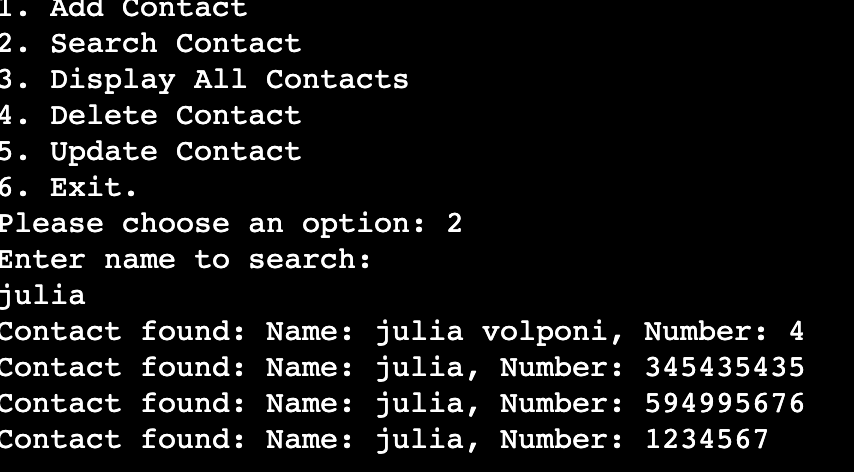 1. Add Contact
2. Search Contact
3. Display All Contacts
4. Delete Contact
5. Update Contact
6. Exit.
Please choose an option: 2
Enter name to search:
julia
Contact found: Name: julia volponi, Number: 4
Contact found: Name: julia, Number: 345435435
Contact found: Name: julia, Number: 594995676
Contact found: Name: julia, Number: 1234567